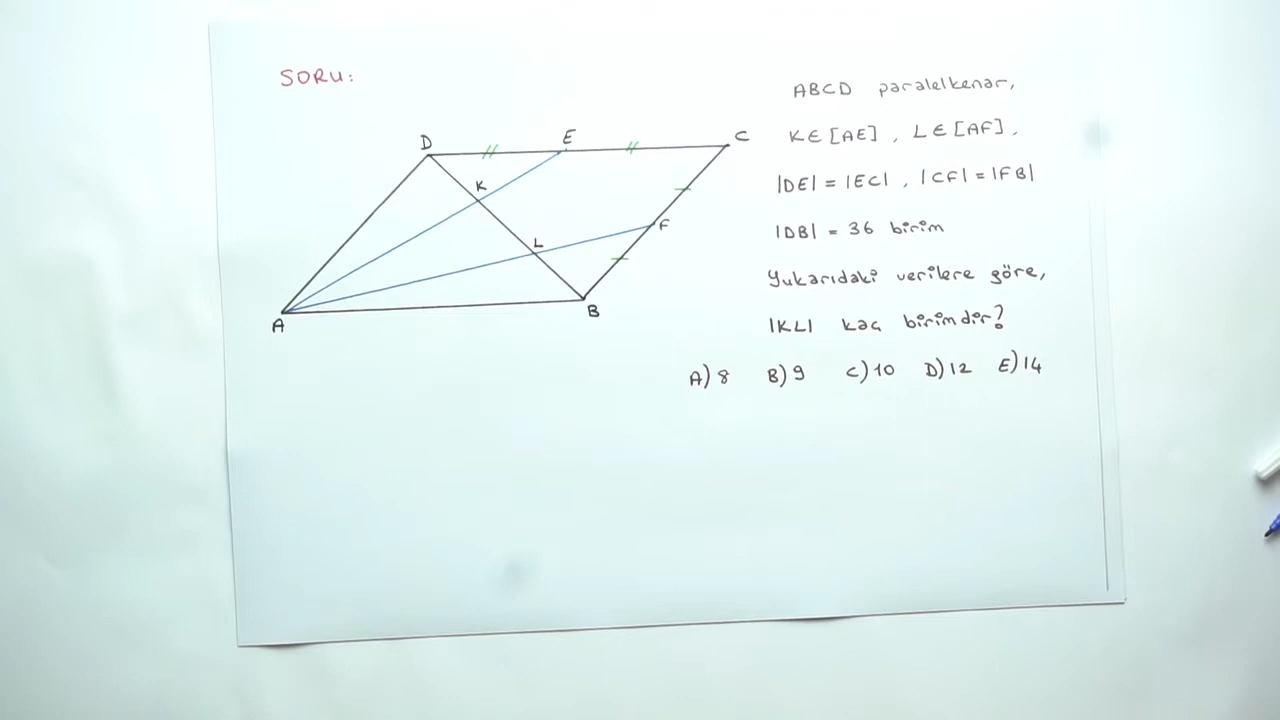 SORU:
ABCD paralelkenar,
K∈[AE] , L∈[AF] ,
|DE| = |EC| , |CF| = |FB|
|DB| = 36 birim
Yukarıdaki verilere göre,
|KL| kaç birimdir?
A) 8 B) 9 C) 10 D) 12 E) 14
D E C
K
F
L
A B